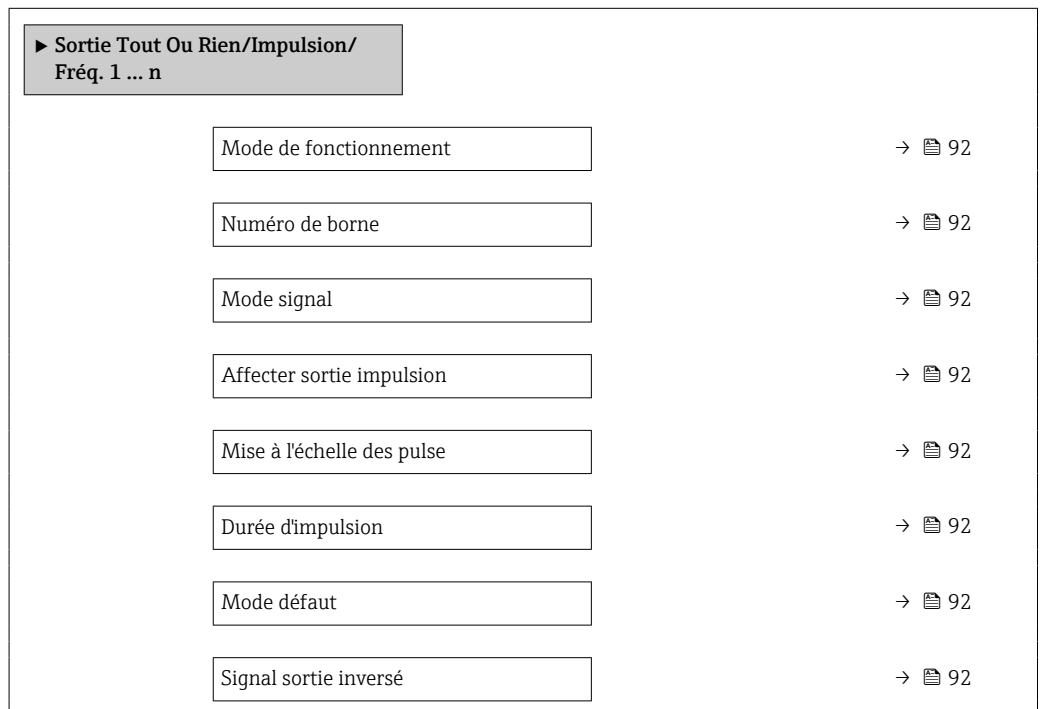 ▶ Sortie Tout Ou Rien/Impulsion/
Fréq. 1 ... n
Mode de fonctionnement → 92
Numéro de borne → 92
Mode signal → 92
Affecter sortie impulsion → 92
Mise à l'échelle des pulse → 92
Durée d'impulsion → 92
Mode défaut → 92
Signal sortie inversé → 92